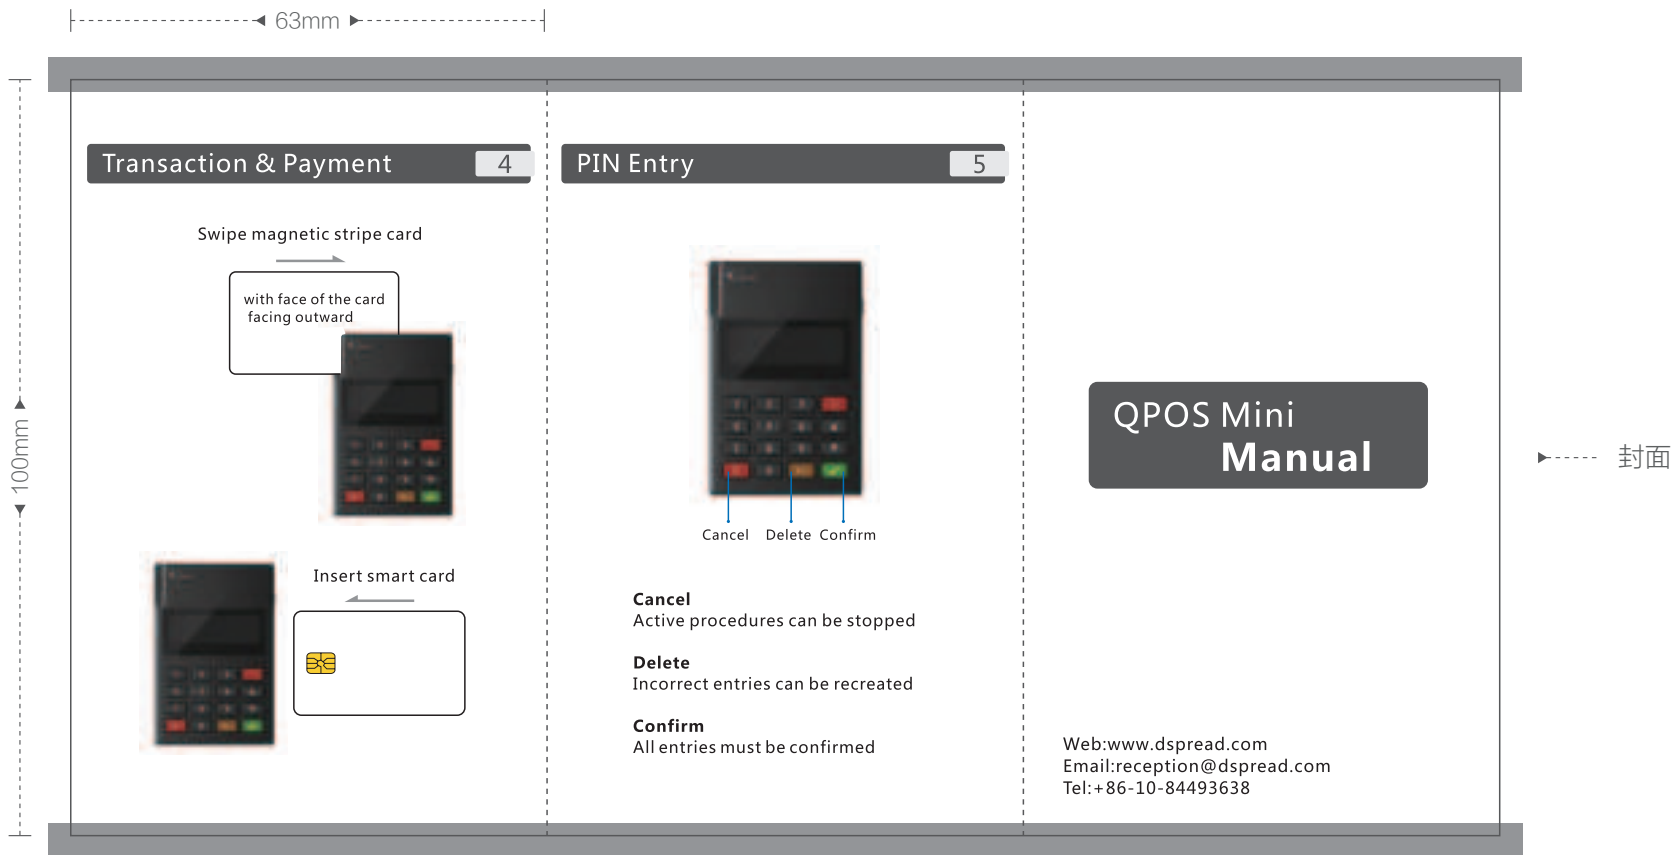 63mm
100mm
Transaction & Payment 4
Swipe magnetic stripe card
with face of the card
facing outward
Insert smart card
PIN Entry 5
Cancel Delete Confirm
Cancel
Active procedures can be stopped
Delete
Incorrect entries can be recreated
Confirm
All entries must be confirmed
QPOS Mini
Manual
Web:www.dspread.com
Email:reception@dspread.com
Tel:+86-10-84493638
封面